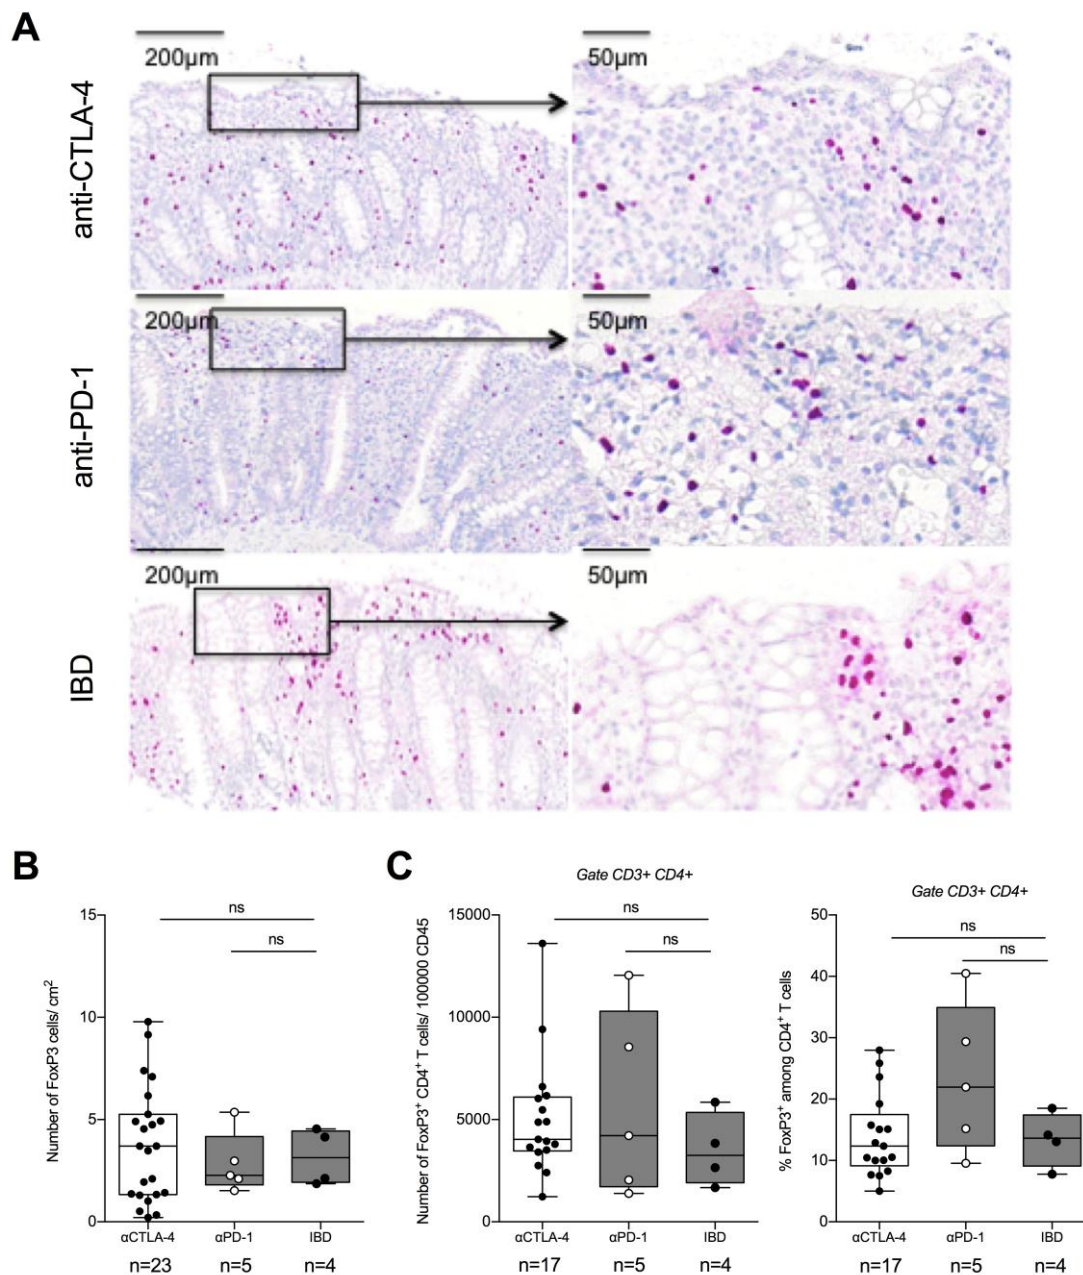 A
anti-CTLA-4
200µm
50µm
anti-PD-1
200µm
50µm
IBD
200µm
50µm
B
Number of FoxP3 cells/ cm²
15
10
5
0
ns
ns
αCTLA-4
αPD-1
IBD
n=23
n=5
n=4
C
Gate CD3+ CD4+
Number of FoxP3⁺ CD4⁺ T cells/ 100000 CD45
15000
10000
5000
0
ns
ns
αCTLA-4
αPD-1
IBD
n=17
n=5
n=4
Gate CD3+ CD4+
% FoxP3⁺ among CD4⁺ T cells
50
40
30
20
10
0
ns
ns
αCTLA-4
αPD-1
IBD
n=17
n=5
n=4